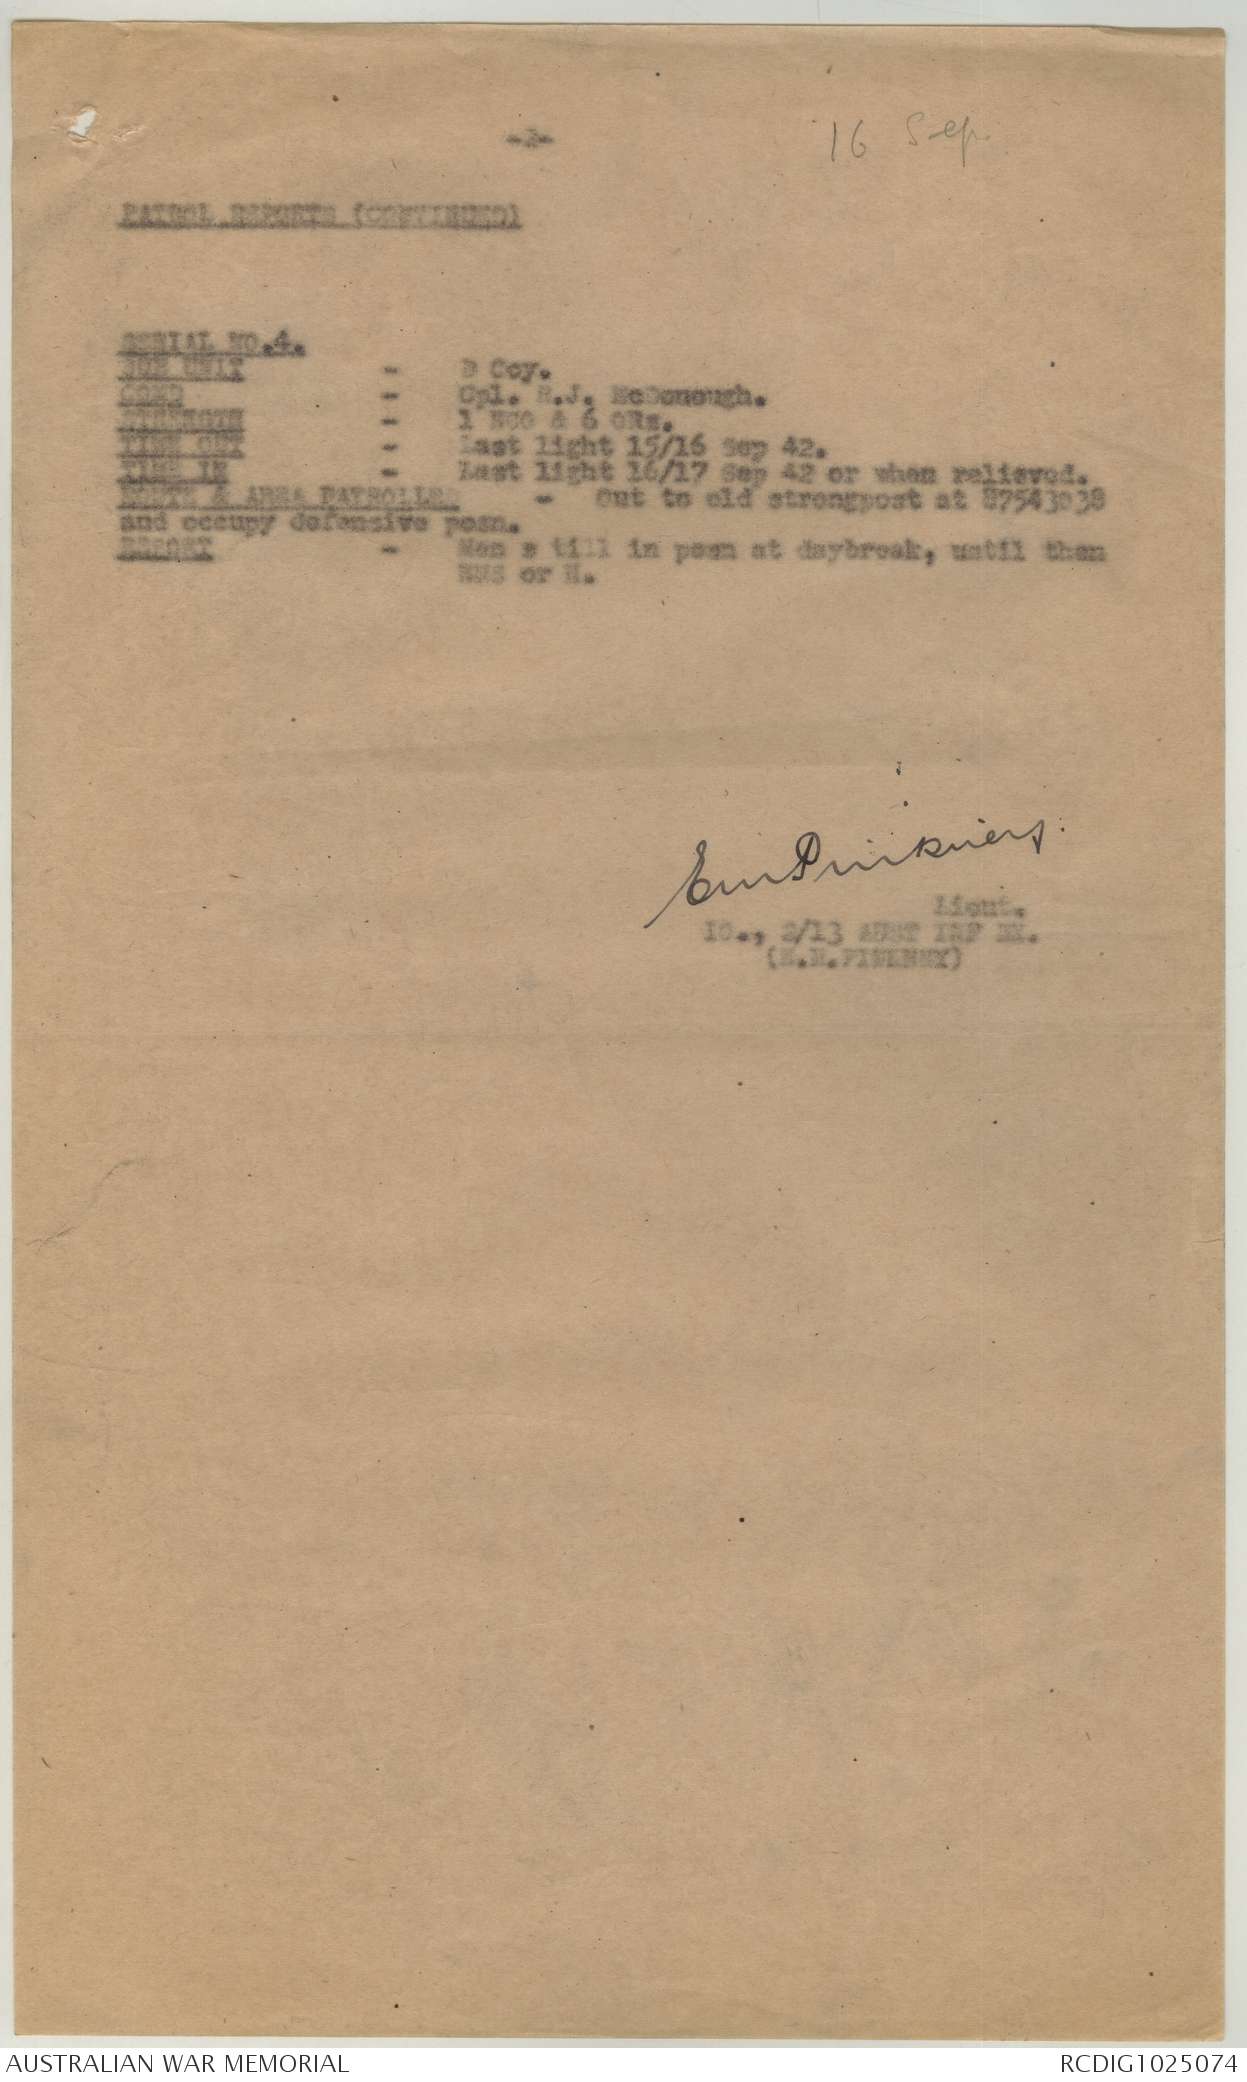 -2-
16 Sep
PATROL REPORTS (CONTINUED)
SERIAL NO.4.
SUB UNIT - Coy.
COMD - Cpl. R.J. McDonough.
STRENGTH - 1 NCO & 6 ORs.
TIME OUT - Last light 15/16 Sep 42.
TIME IN - Last light 16/17 Sep 42 or when relieved.
ROUTE & AREA PATROLLED - Out to old strongpost at
and occupy defensive posn.
REPORT - Men s till in posn at daybreak, until then
NMS or H.
Lieut.
IO., 2/13 AUST INF BN.
AUSTRALIAN WAR MEMORIAL
RCDIG1025074